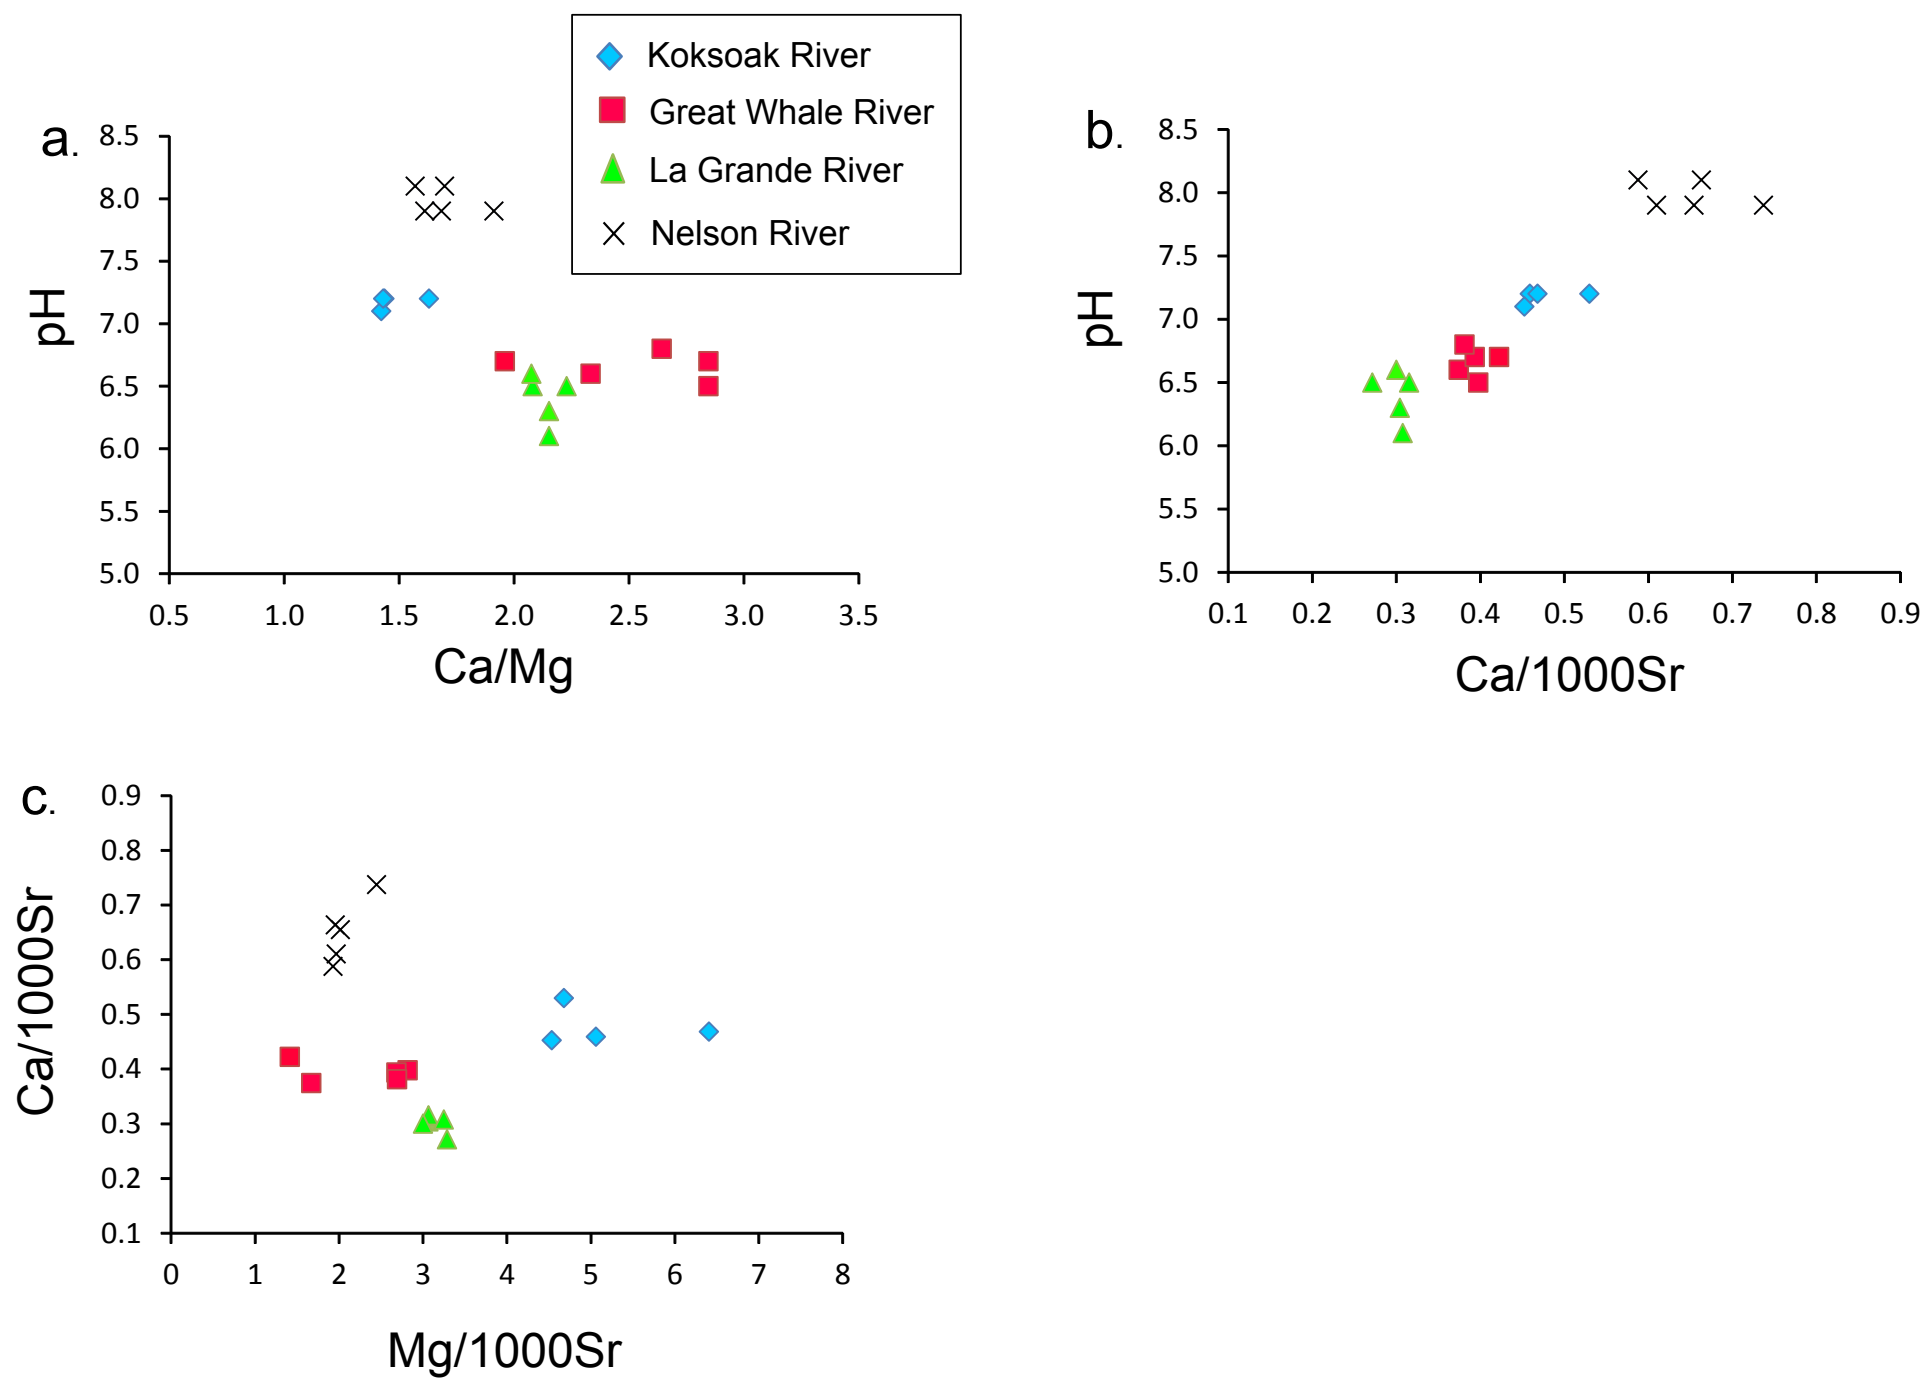 Koksoak River
Great Whale River
La Grande River
Nelson River
a.
8.5
8.0
7.5
7.0
6.5
6.0
5.5
5.0
pH
0.5 1.0 1.5 2.0 2.5 3.0 3.5
Ca/Mg
b.
8.5
8.0
7.5
7.0
6.5
6.0
5.5
5.0
pH
0.1 0.2 0.3 0.4 0.5 0.6 0.7 0.8 0.9
Ca/1000Sr
c.
0.9
0.8
0.7
0.6
0.5
0.4
0.3
0.2
0.1
Ca/1000Sr
0 1 2 3 4 5 6 7 8
Mg/1000Sr